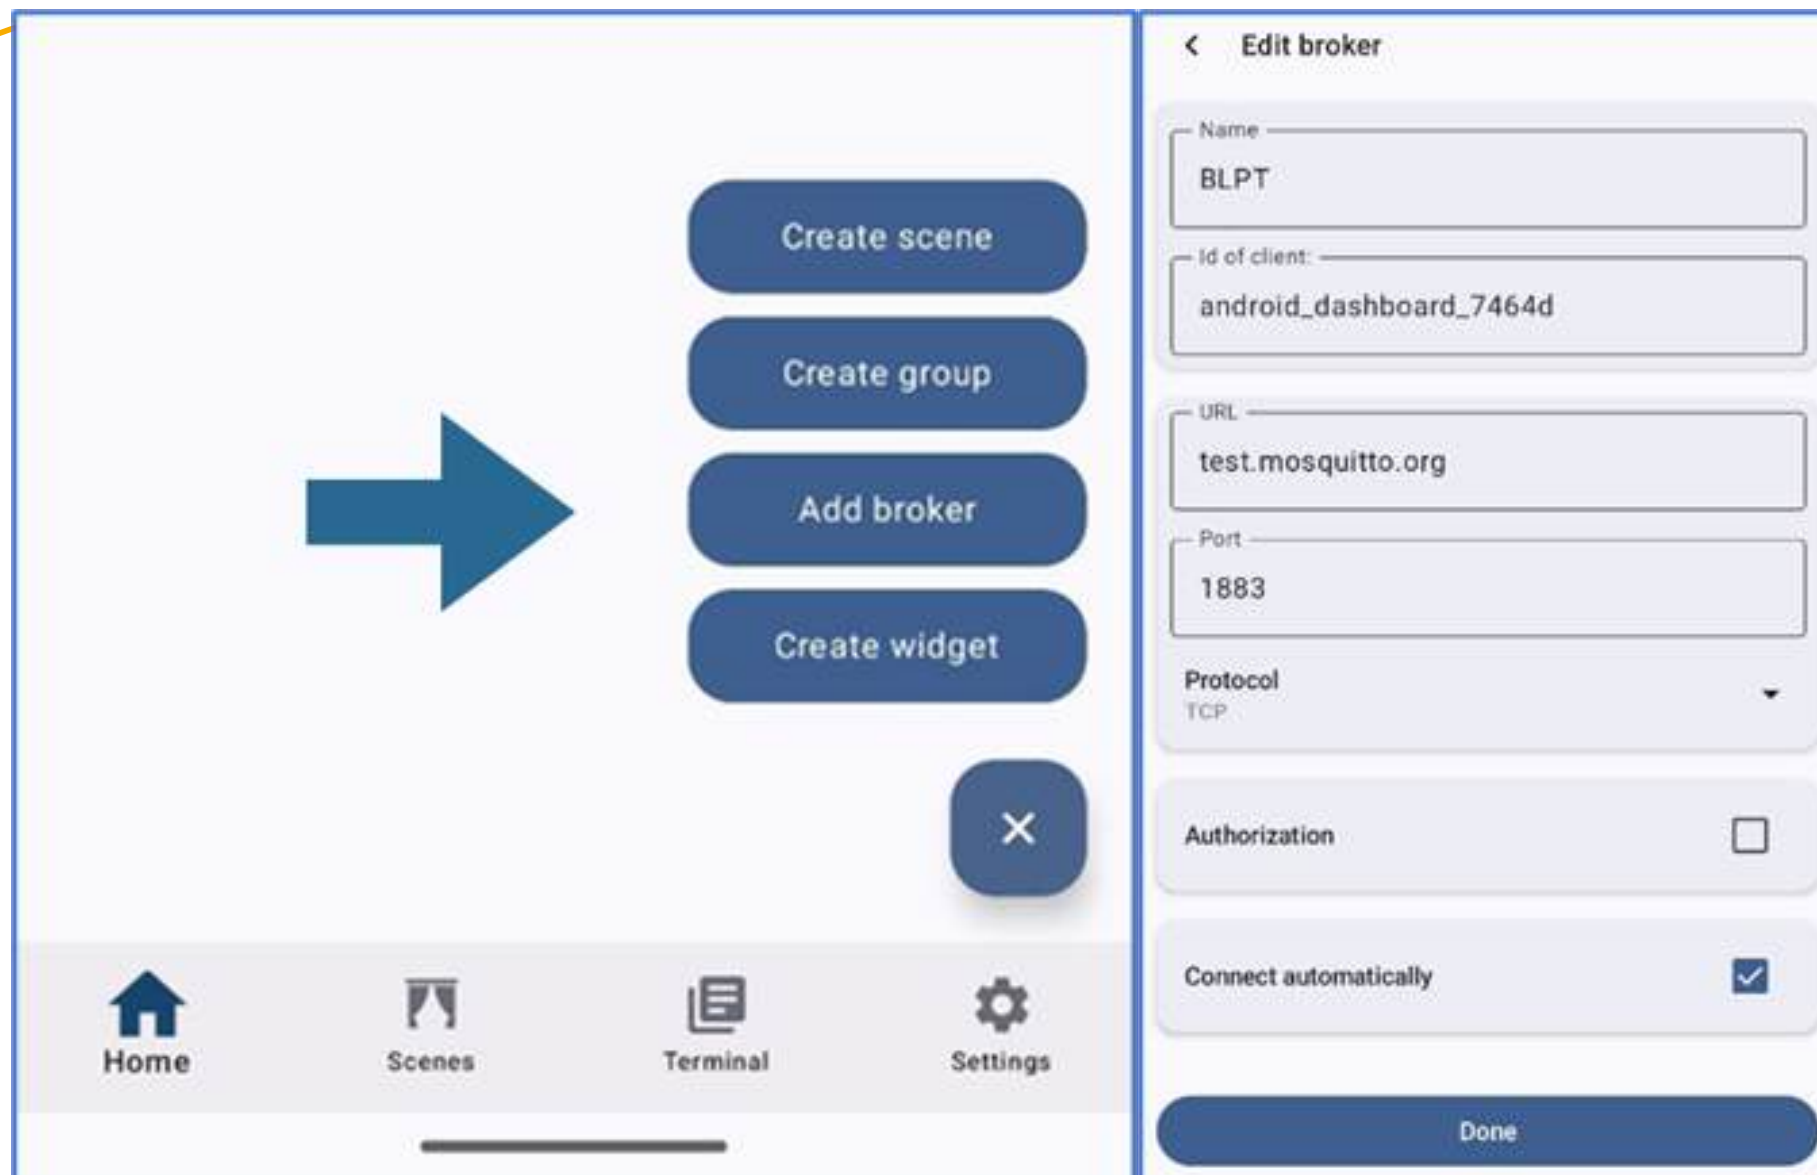 Create scene
Create group
Add broker
Create widget
Home
Scenes
Terminal
Settings
Edit broker
Name
BLPT
Id of client:
android_dashboard_7464d
URL
test.mosquitto.org
Port
1883
Protocol
TCP
Authorization
Connect automatically
Done